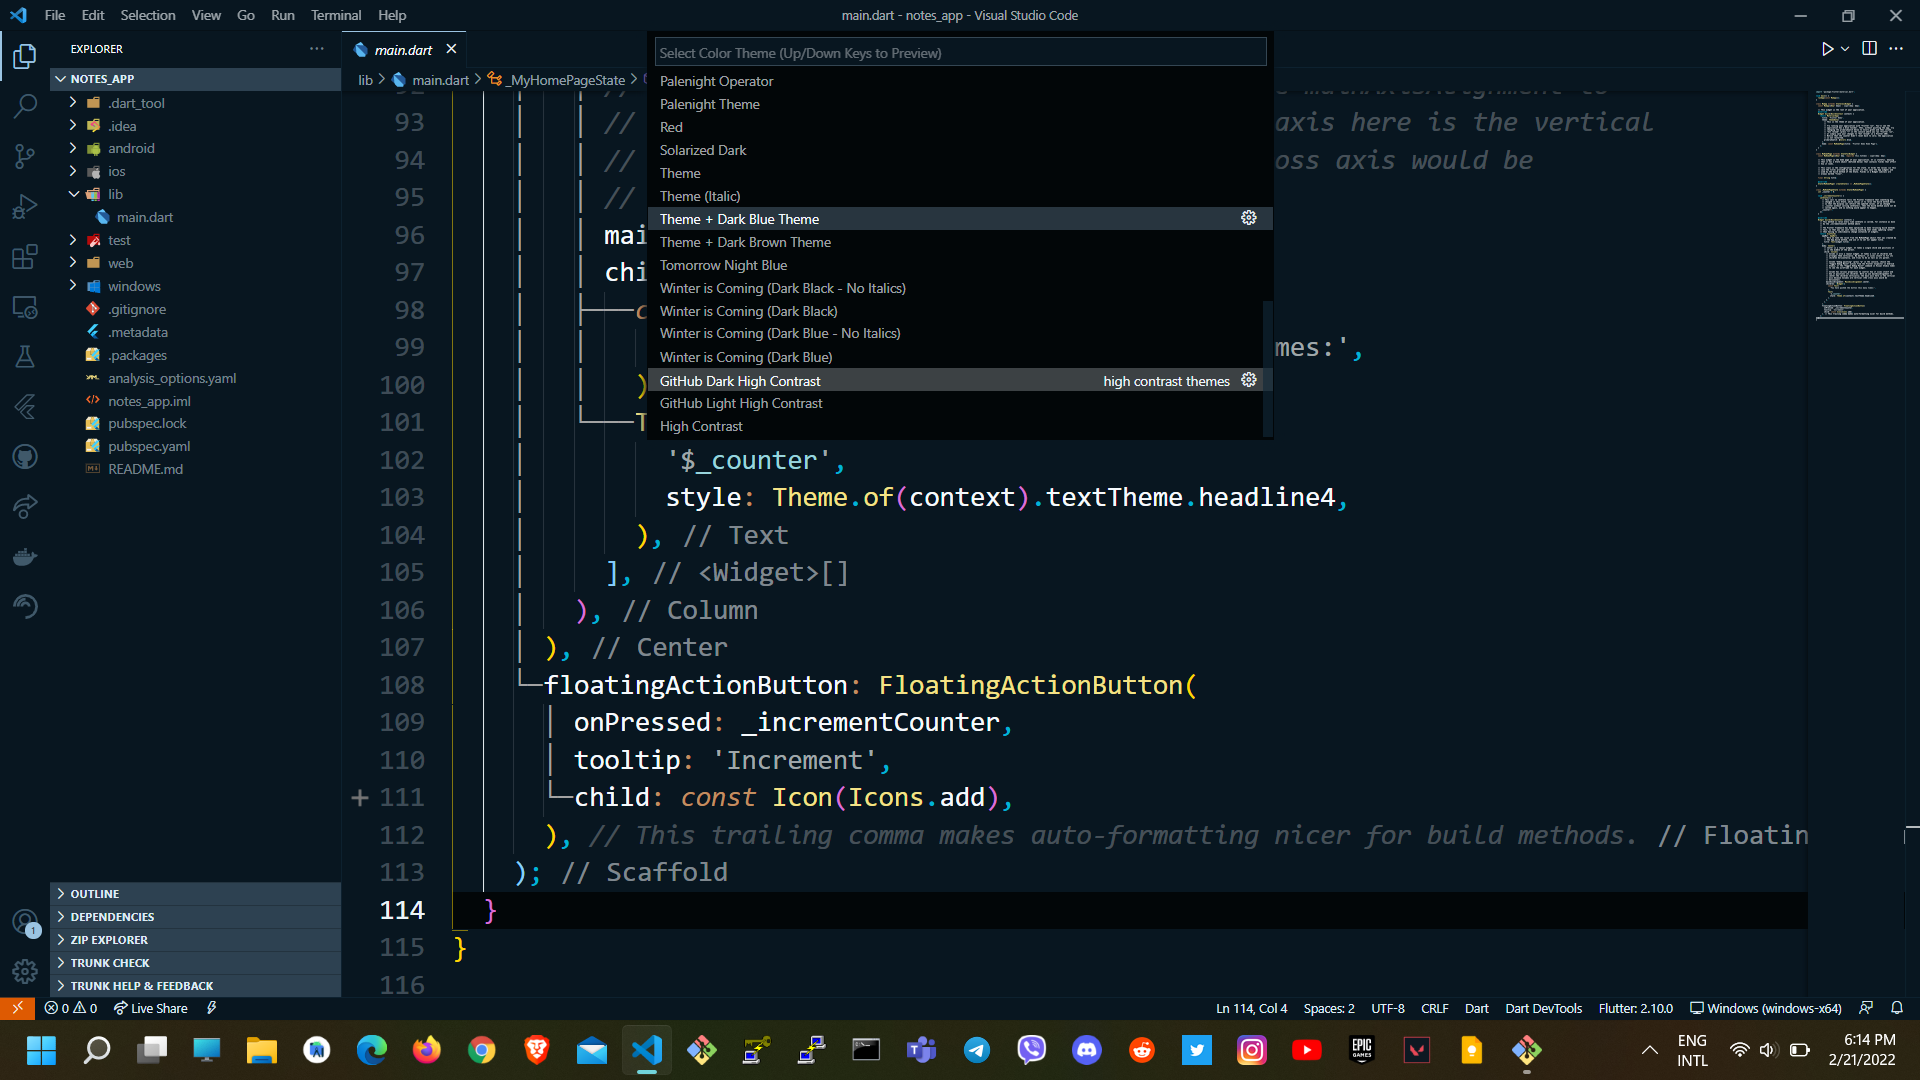 File Edit Selection View Go Run Terminal Help
main.dart - notes_app - Visual Studio Code
EXPLORER
NOTES_APP
.dart_tool
.idea
android
ios
lib
main.dart
test
web
windows
.gitignore
.metadata
.packages
analysis_options.yaml
notes_app.iml
pubspec.lock
pubspec.yaml
README.md
OUTLINE
DEPENDENCIES
ZIP EXPLORER
TRUNK CHECK
TRUNK HELP & FEEDBACK
main.dart
lib > main.dart > _MyHomePageState >
Select Color Theme (Up/Down Keys to Preview)
Palenight Operator
Palenight Theme
Red
Solarized Dark
Theme
Theme (Italic)
Theme + Dark Blue Theme
Theme + Dark Brown Theme
Tomorrow Night Blue
Winter is Coming (Dark Black - No Italics)
Winter is Coming (Dark Black)
Winter is Coming (Dark Blue - No Italics)
Winter is Coming (Dark Blue)
GitHub Dark High Contrast high contrast themes
GitHub Light High Contrast
High Contrast
93 // axis here is the vertical
94 // oss axis would be
95 //
96 mai
97 chi
98 c
99 mes:',
100 )
101 T
102 '$_counter',
103 style: Theme.of(context).textTheme.headline4,
104 ), // Text
105 ], // <Widget>[]
106 ), // Column
107 ), // Center
108 floatingActionButton: FloatingActionButton(
109 onPressed: _incrementCounter,
110 tooltip: 'Increment',
111 child: const Icon(Icons.add),
112 ), // This trailing comma makes auto-formatting nicer for build methods. // Floatin
113 ); // Scaffold
114 }
115 }
116
1
0 0 Live Share
Ln 114, Col 4 Spaces: 2 UTF-8 CRLF Dart Dart DevTools Flutter: 2.10.0 Windows (windows-x64)
EPIC GAMES
ENG
INTL
6:14 PM
2/21/2022